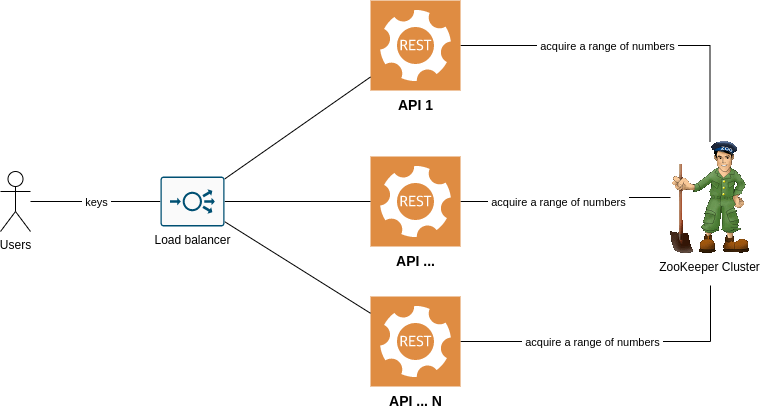 REST
acquire a range of numbers
API 1
ZOO
keys
REST
acquire a range of numbers
Users
Load balancer
API ...
ZooKeeper Cluster
REST
acquire a range of numbers
API ... N